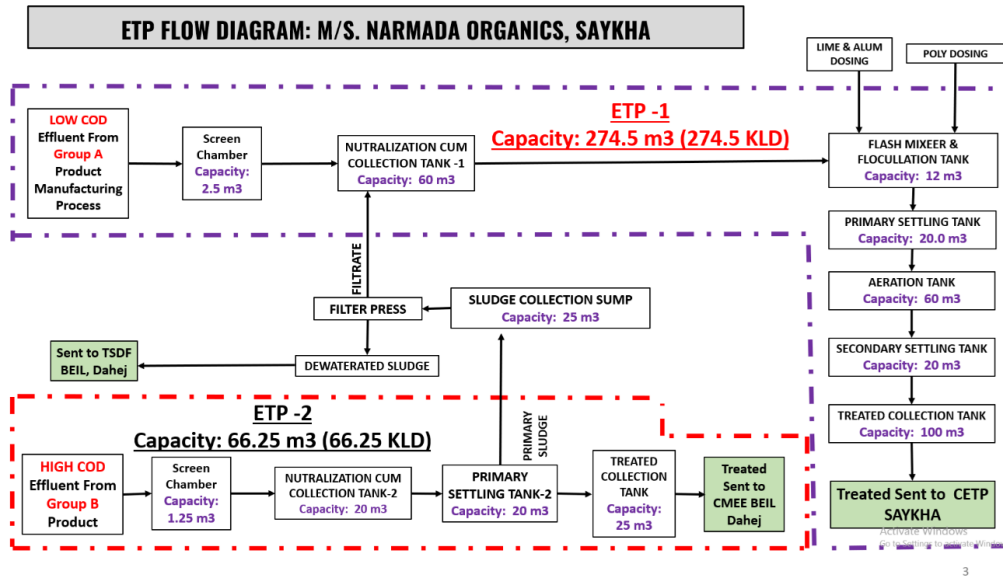 ETP FLOW DIAGRAM: M/S. NARMADA ORGANICS, SAYKHA
LIME & ALUM
DOSING
POLY DOSING
ETP -1
Capacity: 274.5 m3 (274.5 KLD)
LOW COD
Effluent From
Group A
Product
Manufacturing
Process
Screen
Chamber
Capacity:
2.5 m3
NUTRALIZATION CUM
COLLECTION TANK -1
Capacity: 60 m3
FLASH MIXEER &
FLOCULLATION TANK
Capacity: 12 m3
PRIMARY SETTLING TANK
Capacity: 20.0 m3
AERATION TANK
60 m3
SECONDARY SETTLING TANK
Capacity: 20 m3
TREATED COLLECTION TANK
Capacity: 100 m3
Treated Sent to CETP
SAYKHA
FILTRATE
FILTER PRESS
SLUDGE COLLECTION SUMP
Capacity: 25 m3
DEWATERATED SLUDGE
Sent to TSDF
BEIL, Dahej
ETP -2
Capacity: 66.25 m3 (66.25 KLD)
PRIMARY
SLUDGE
HIGH COD
Effluent From
Group B
Product
Screen
Chamber
Capacity:
1.25 m3
NUTRALIZATION CUM
COLLECTION TANK-2
Capacity: 20 m3
PRIMARY
SETTLING TANK-2
Capacity: 20 m3
TREATED
COLLECTION
TANK
Capacity:
25 m3
Treated
Sent to
CMEE BEIL
Dahej
Activate Windows
Go to Settings to activate Window
3